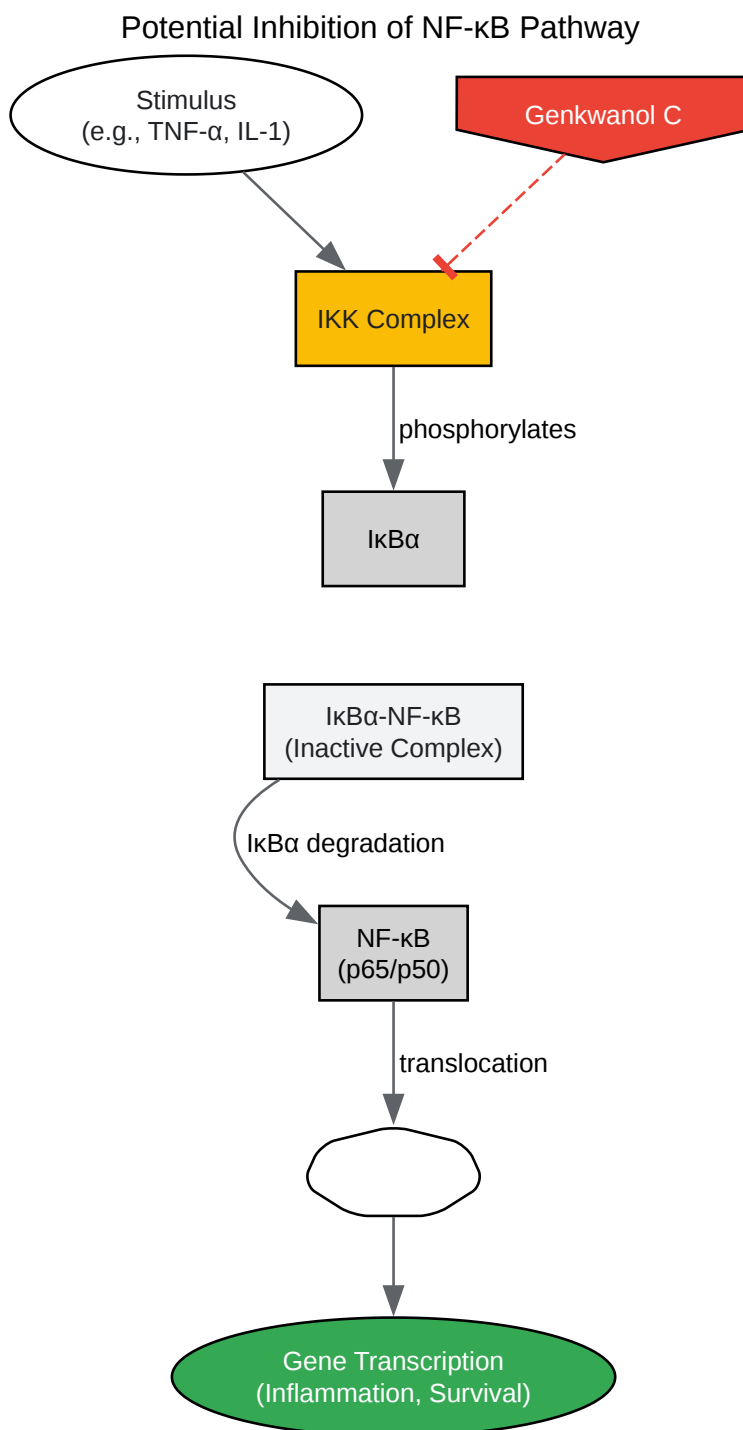 Potential Inhibition of NF-κB Pathway
Stimulus
(e.g., TNF-α, IL-1)
Genkwanol C
IKK Complex
phosphorylates
IκBα
IκBα-NF-κB
(Inactive Complex)
IκBα degradation
NF-κB
(p65/p50)
translocation
Gene Transcription
(Inflammation, Survival)